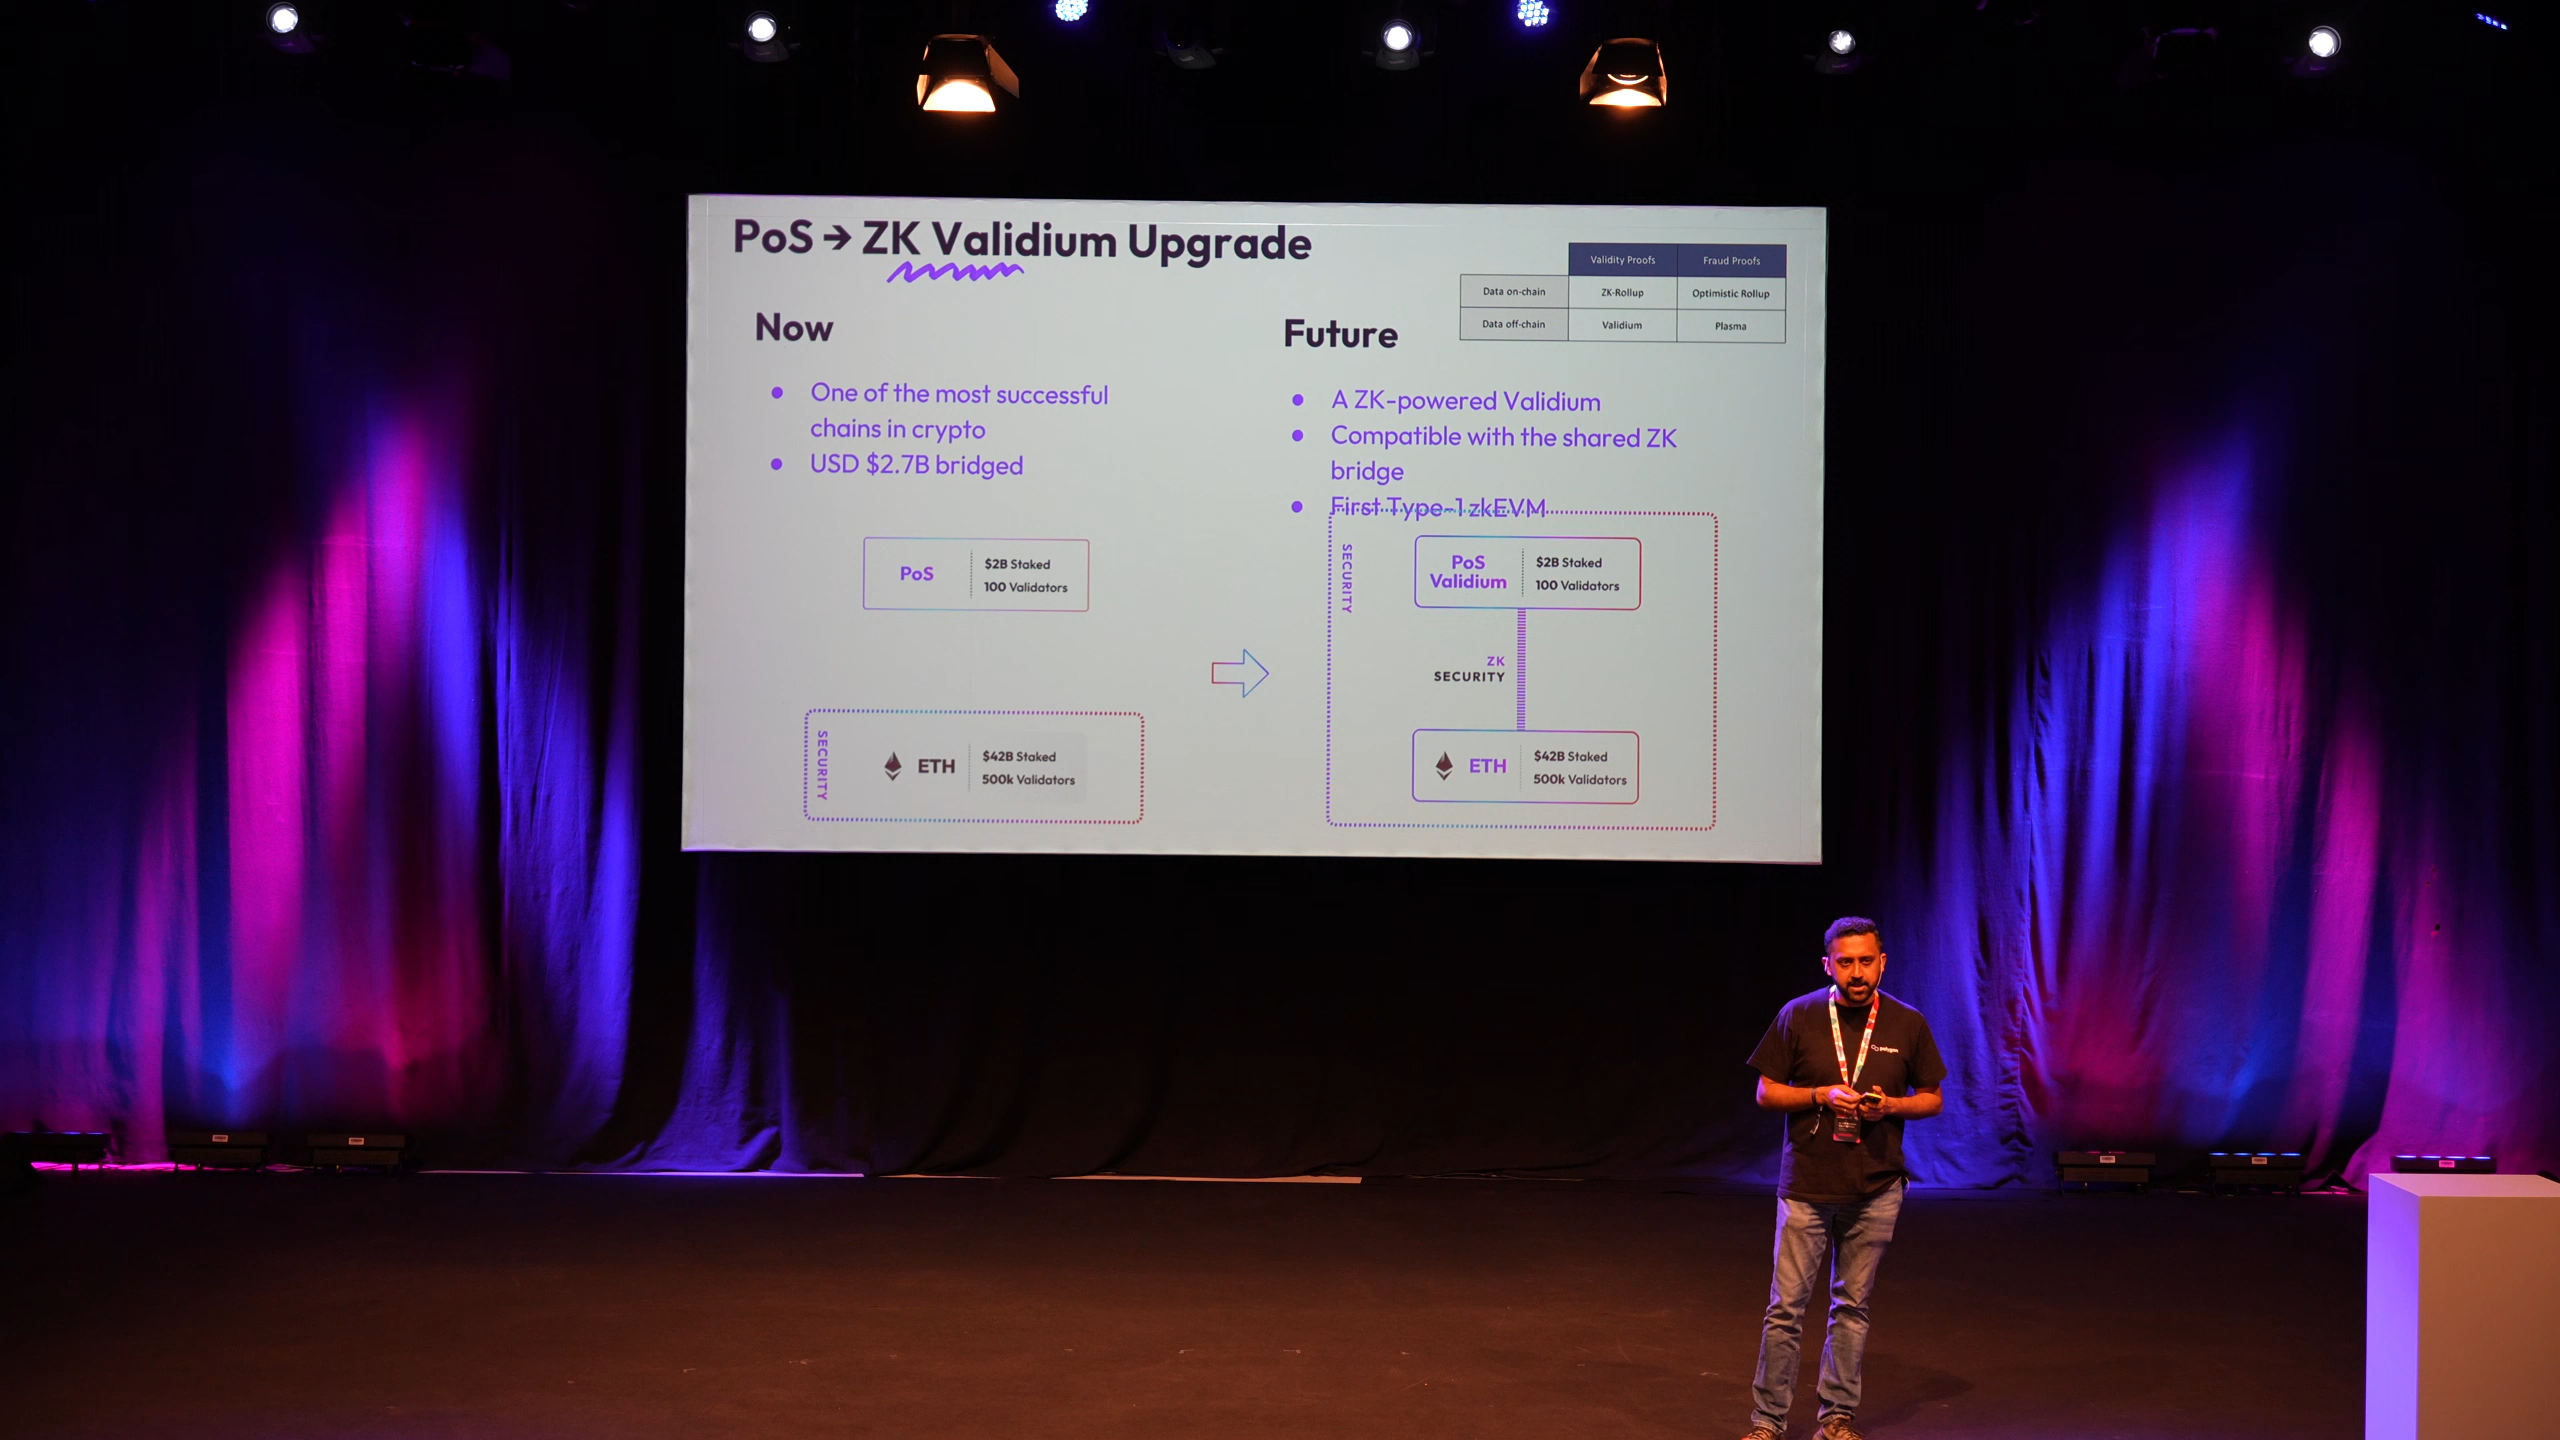 PoS → ZK Validium Upgrade
Validity Proofs Fraud Proofs
Data on-chain ZK-Rollup Optimistic Rollup
Data off-chain Validium Plasma
Now
● One of the most successful
chains in crypto
● USD $2.7B bridged
PoS
$2B Staked
100 Validators
SECURITY
ETH
$42B Staked
500k Validators
Future
● A ZK-powered Validium
● Compatible with the shared ZK
bridge
● First Type-1 zkEVM
SECURITY
PoS
Validium
$2B Staked
100 Validators
ZK
SECURITY
ETH
$42B Staked
500k Validators
polygon